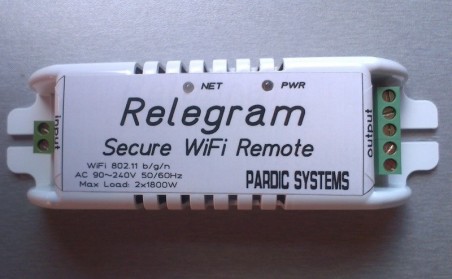 NET PWR
Relegram
Secure WiFi Remote
WiFi 802.11 b/g/n
AC 90~240V 50/60Hz
Max Load: 2x1800W
PARDIC SYSTEMS
input
output